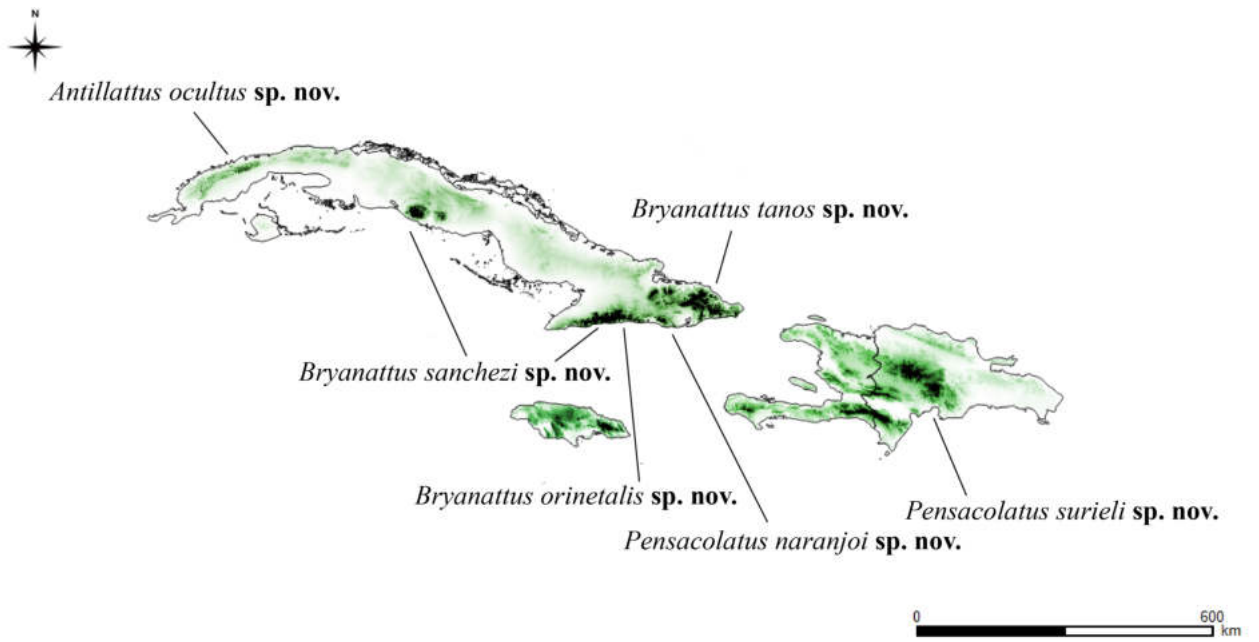 N
Antillattus ocultus sp. nov.
Bryanattus tanos sp. nov.
Bryanattus sanchezi sp. nov.
Bryanattus orinetalis sp. nov.
Pensacolatus surieli sp. nov.
Pensacolatus naranjoi sp. nov.
0 600
km